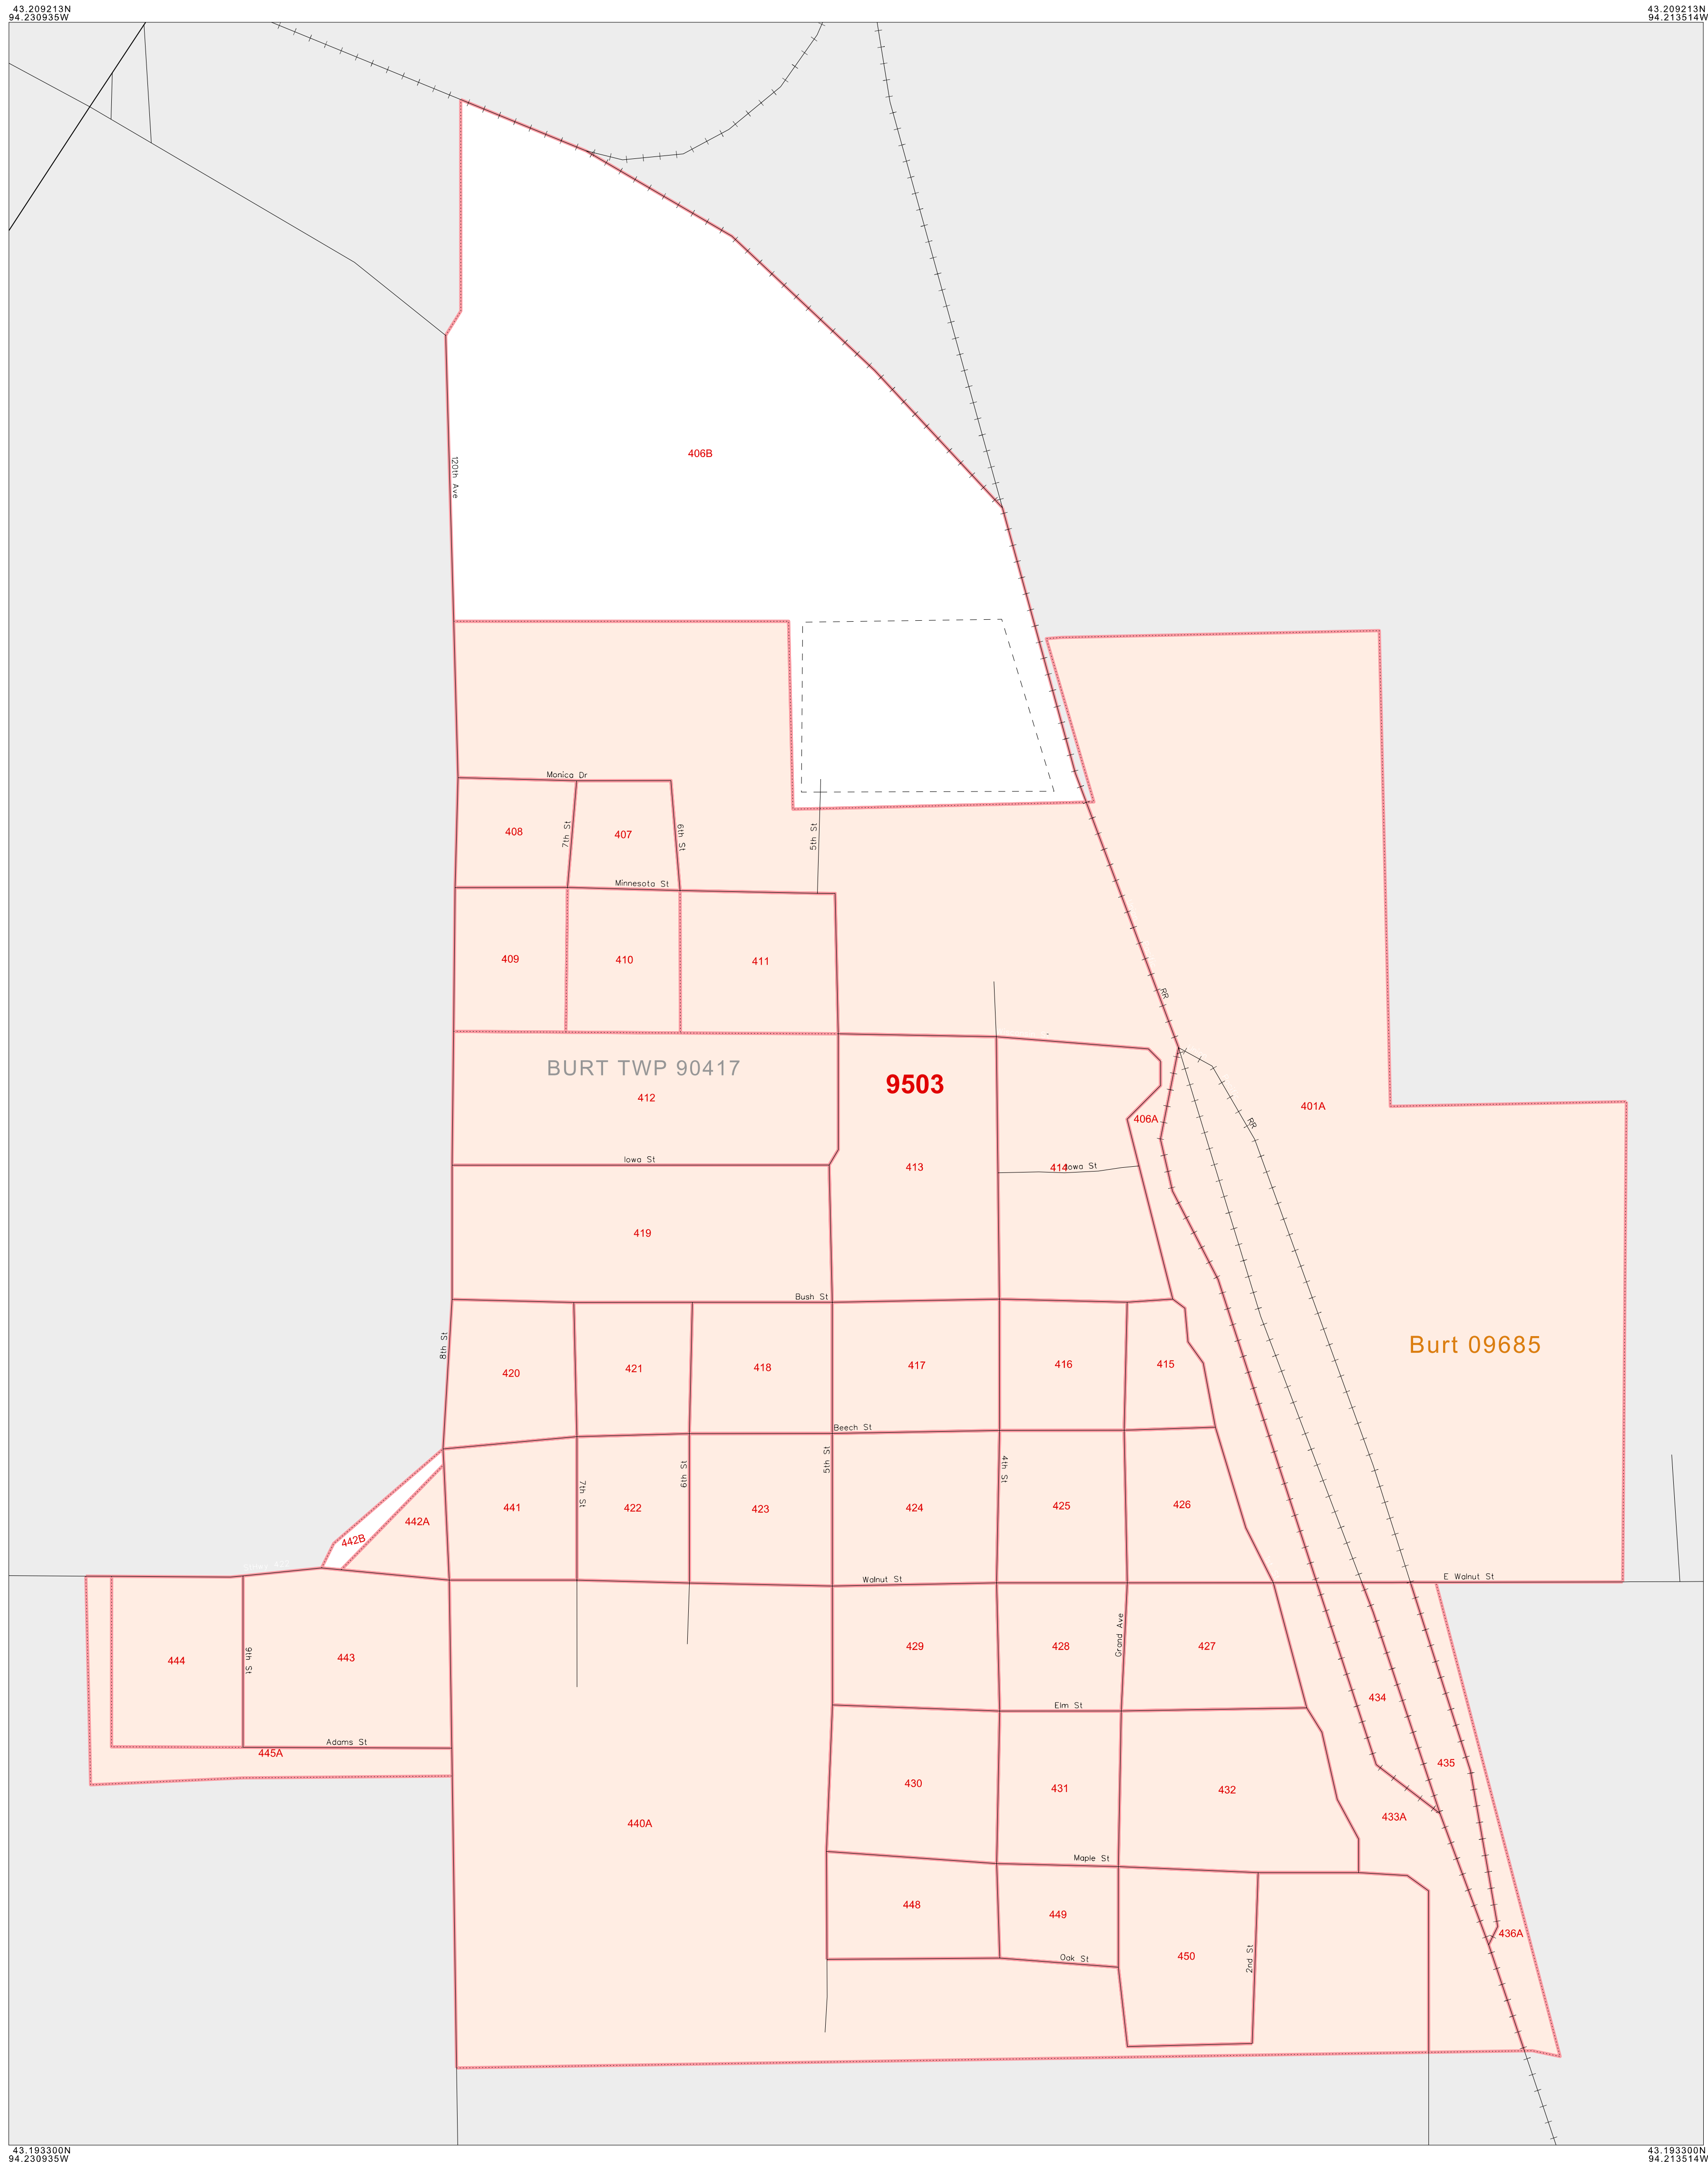 43.209213N
94.230935W
43.209213N
94.213514W
406B
120th Ave
Monica Dr
408
7th St
407
6th St
5th St
Minnesota St
409
410
411
RR
BURT TWP 90417
9503
412
413
414
Iowa St
406A
401A
RR
Iowa St
419
Bush St
8th St
420
421
418
417
416
415
Burt 09685
Beech St
5th St
4th St
7th St
6th St
441
422
423
424
425
426
442A
442B
Walnut St
E Walnut St
9th St
444
443
429
428
Grand Ave
427
434
Elm St
Adams St
445A
435
440A
430
431
432
433A
Maple St
448
449
450
2nd St
436A
Oak St
43.193300N
94.230935W
43.193300N
94.213514W